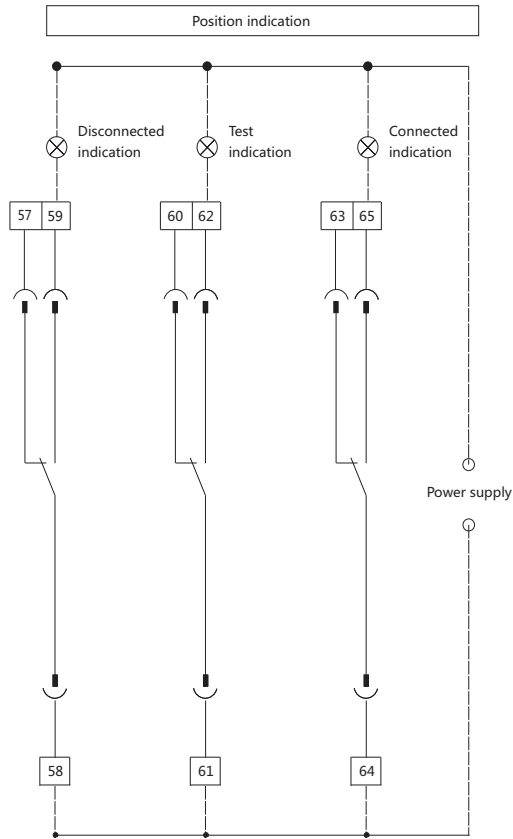 Position indication
Disconnected
indication
Test
indication
Connected
indication
57 59 60 62 63 65
Power supply
58 61 64